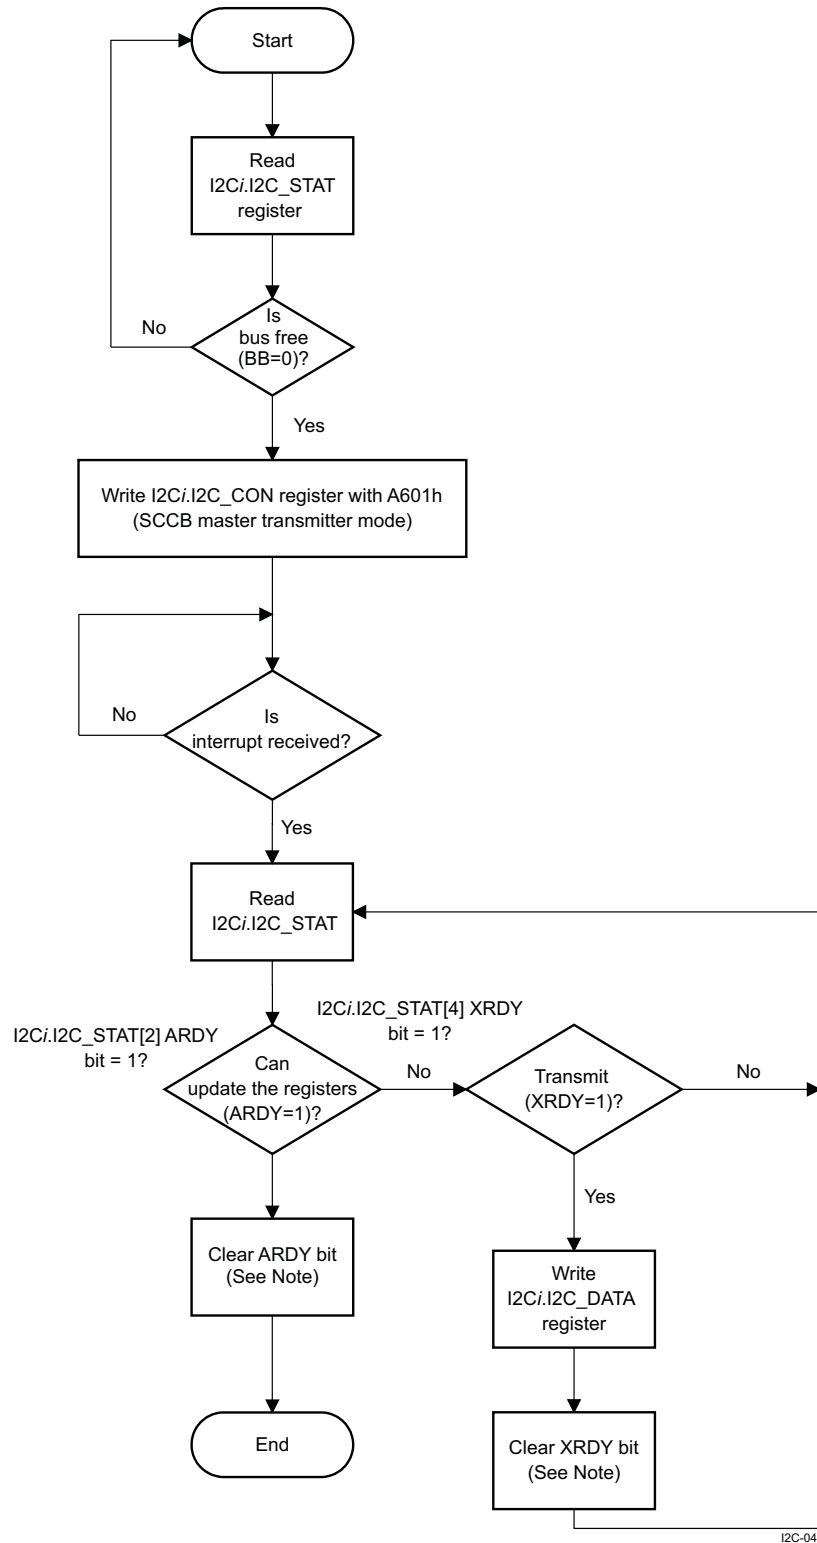 Start
Read
I2Ci.I2C_STAT
register
Is
bus free
(BB=0)?
No
Yes
Write I2Ci.I2C_CON register with A601h
(SCCB master transmitter mode)
Is
interrupt received?
No
Yes
Read
I2Ci.I2C_STAT
I2Ci.I2C_STAT[2] ARDY
bit = 1?
I2Ci.I2C_STAT[4] XRDY
bit = 1?
Can
update the registers
(ARDY=1)?
No
Transmit
(XRDY=1)?
No
Yes
Clear ARDY bit
(See Note)
Write
I2Ci.I2C_DATA
register
End
Clear XRDY bit
(See Note)
I2C-04